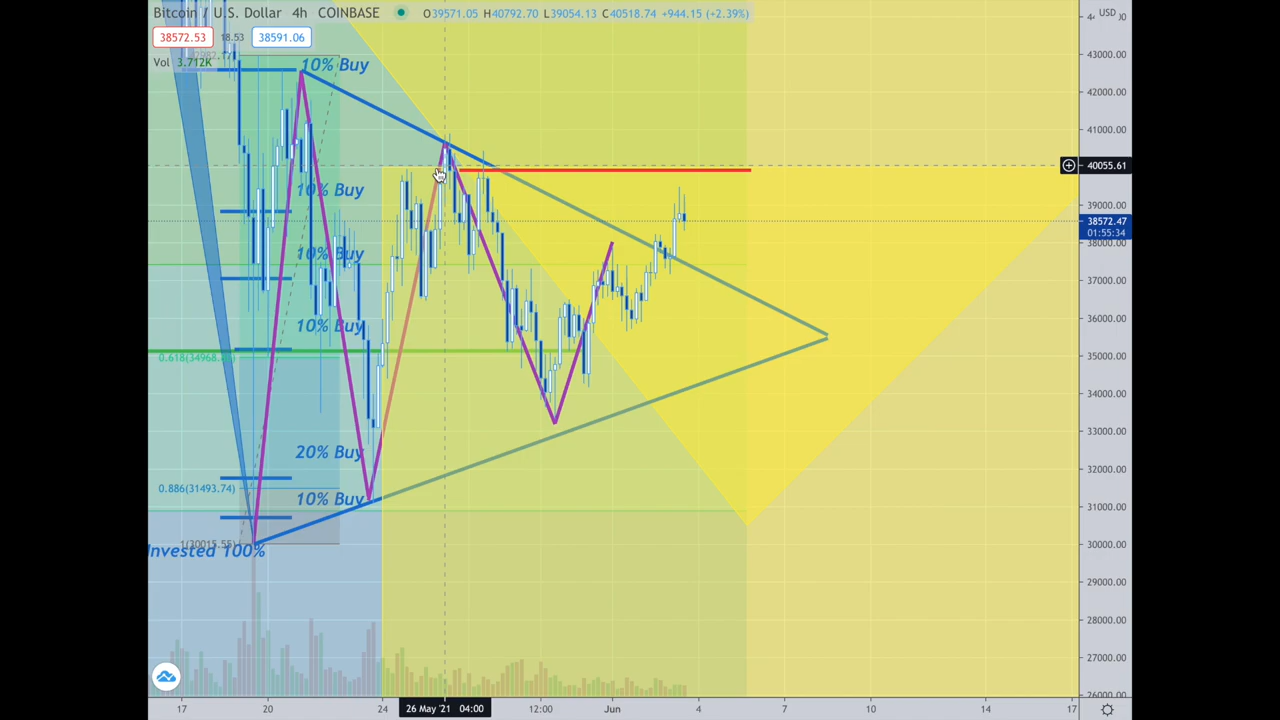 Bitcoin / U.S. Dollar 4h COINBASE O39571.05 H40792.70 L39054.13 C40518.74 +944.15 (+2.39%)
USD
38572.53 18.53 38591.06
Vol 3.712K
10% Buy
10% Buy
10% Buy
10% Buy
0.618(34968.
20% Buy
0.886(31493.74)
10% Buy
1(30015.55)
Invested 100%
43000.00
42000.00
41000.00
40055.61
39000.00
38572.47
01:55:34
38000.00
37000.00
36000.00
35000.00
34000.00
33000.00
32000.00
31000.00
30000.00
29000.00
28000.00
27000.00
26000.00
17 20 24 26 May '21 04:00 12:00 Jun 4 7 10 14 17